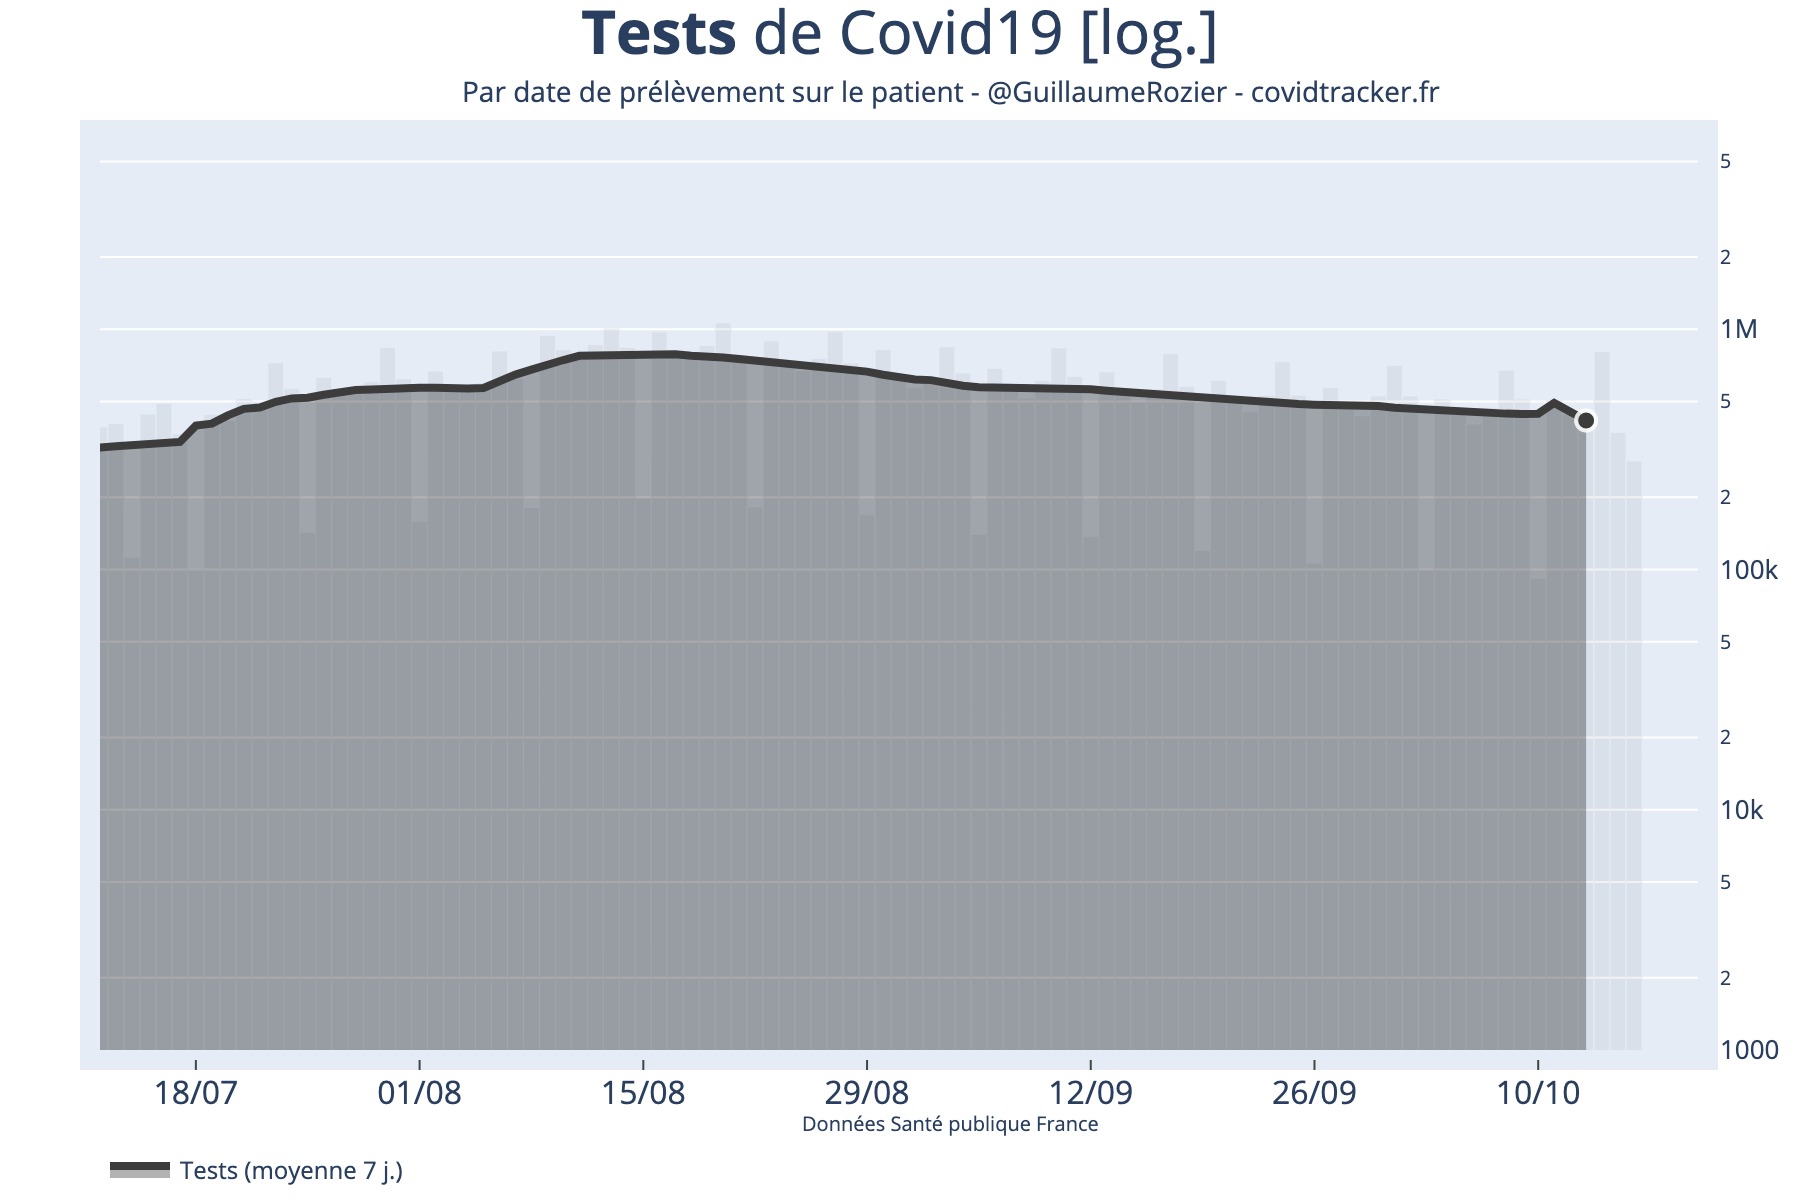 Tests de Covid19 [log.]
Par date de prélèvement sur le patient - @GuillaumeRozier - covidtracker.fr
5
2
1M
5
2
100k
5
2
10k
5
2
1000
18/07 01/08 15/08 29/08 12/09 26/09 10/10
Données Santé publique France
Tests (moyenne 7 j.)